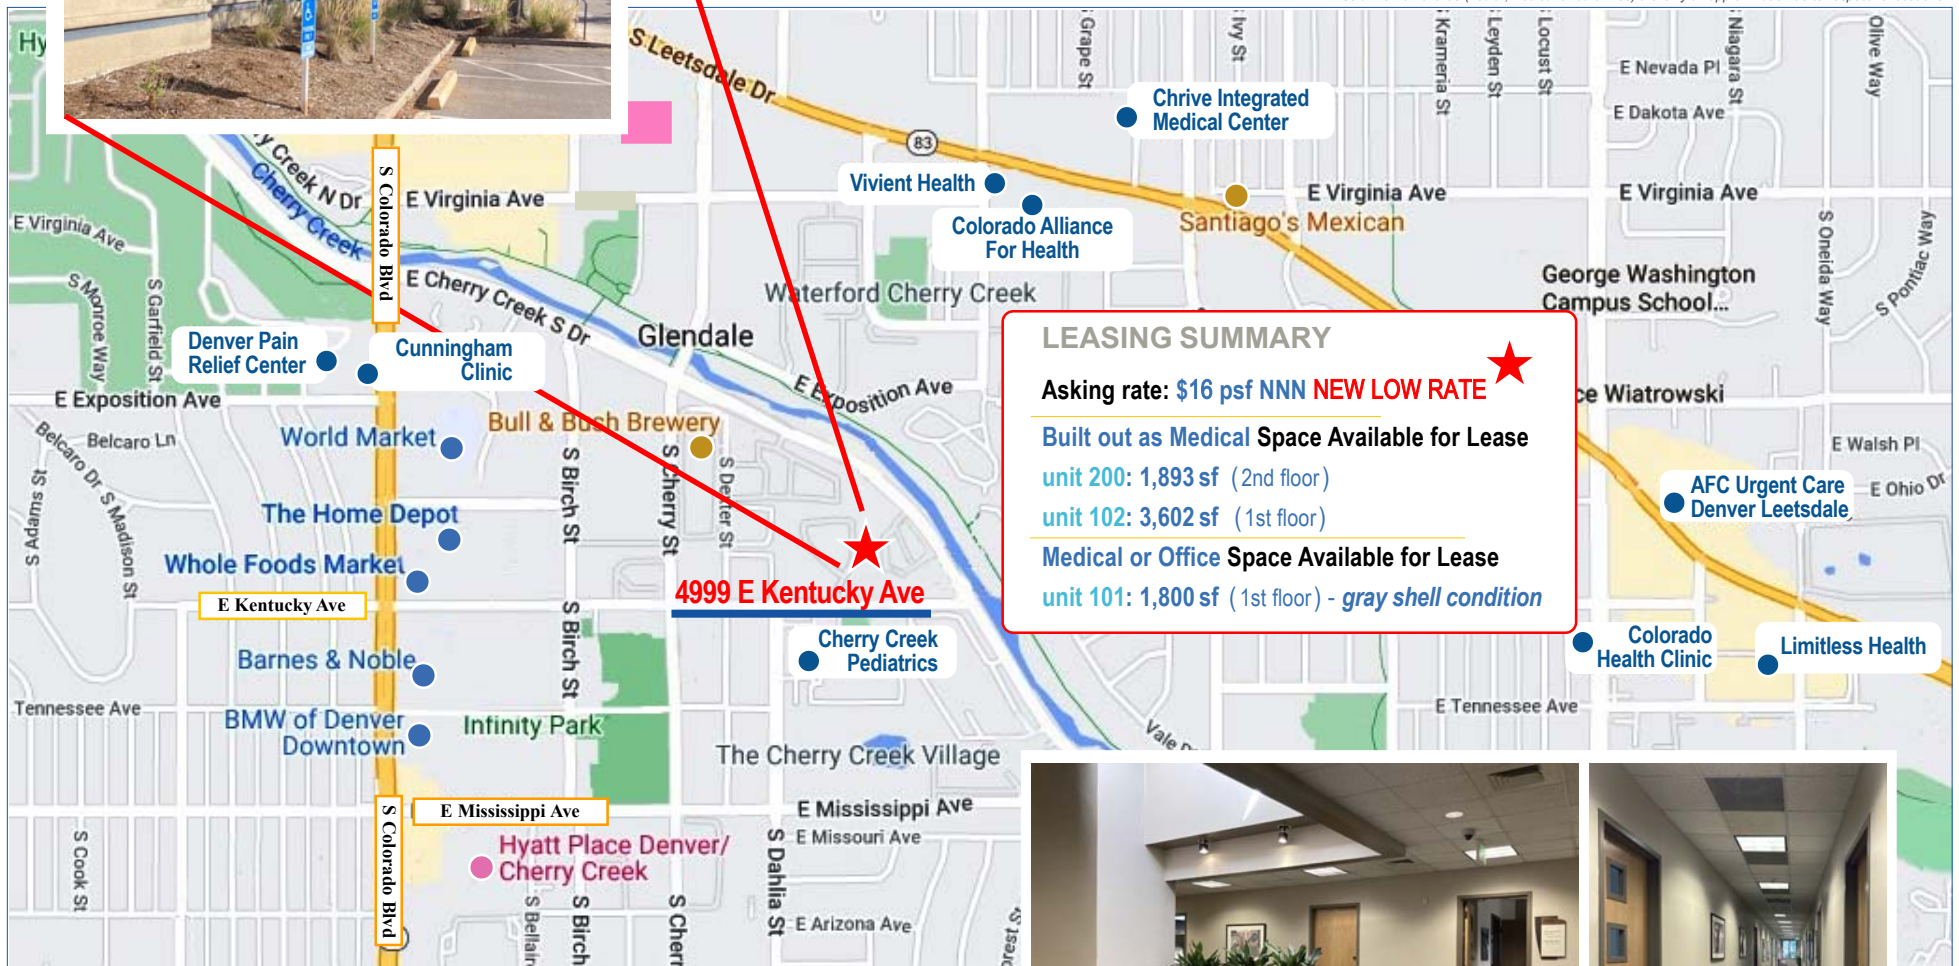 S Leetsdale Dr
83
Grape St
Ivy St
S Krameria St
S Leyden St
S Locust St
S Niagara St
Olive Way
E Nevada Pl
E Dakota Ave
Chrive Integrated
Medical Center
Vivient Health
Colorado Alliance
For Health
E Virginia Ave
E Virginia Ave
Santiago's Mexican
S Oneida Way
S Pontiac Way
George Washington
Campus School...
Hy
y Creek N Dr
Cherry Creek
S Colorado Blvd
E Virginia Ave
E Virginia Ave
S Monroe Way
S Garfield St
E Cherry Creek S Dr
Glendale
Waterford Cherry Creek
Denver Pain
Relief Center
Cunningham
Clinic
E Exposition Ave
E Exposition Ave
LEASING SUMMARY
Asking rate: $16 psf NNN NEW LOW RATE
Built out as Medical Space Available for Lease
unit 200: 1,893 sf (2nd floor)
unit 102: 3,602 sf (1st floor)
Medical or Office Space Available for Lease
unit 101: 1,800 sf (1st floor) - gray shell condition
ce Wiatrowski
E Walsh Pl
E Ohio Dr
AFC Urgent Care
Denver Leetsdale
Belcaro Dr
Belcaro Ln
S Adams St
S Madison St
World Market
Bull & Bush Brewery
S Birch St
S Cherry St
S Dexter St
The Home Depot
Whole Foods Market
E Kentucky Ave
4999 E Kentucky Ave
Cherry Creek
Pediatrics
S Birch St
Barnes & Noble
Tennessee Ave
BMW of Denver
Downtown
Infinity Park
The Cherry Creek Village
Colorado
Health Clinic
Limitless Health
E Tennessee Ave
S Colorado Blvd
E Mississippi Ave
E Mississippi Ave
E Missouri Ave
Hyatt Place Denver/
Cherry Creek
S Cook St
S Dahlia St
E Arizona Ave
S Bellair
S Birch
S Cherr